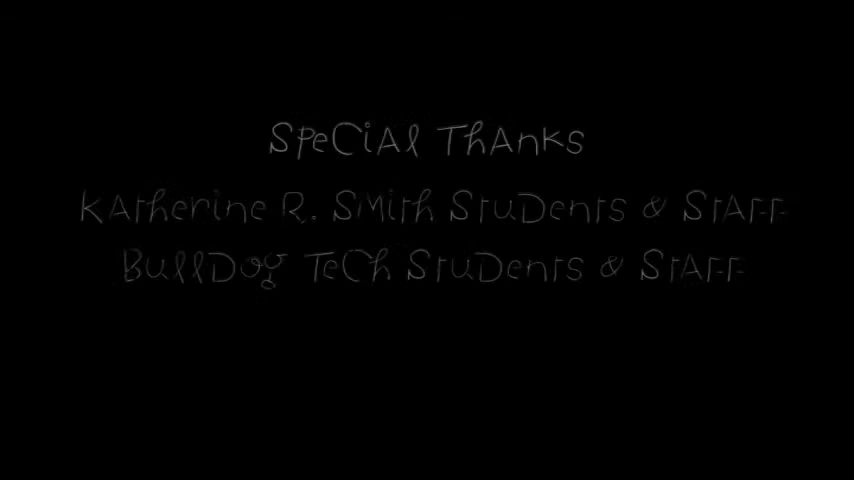 Special Thanks
Katherine R. Smith Students & Staff
Bulldog Tech Students & Staff